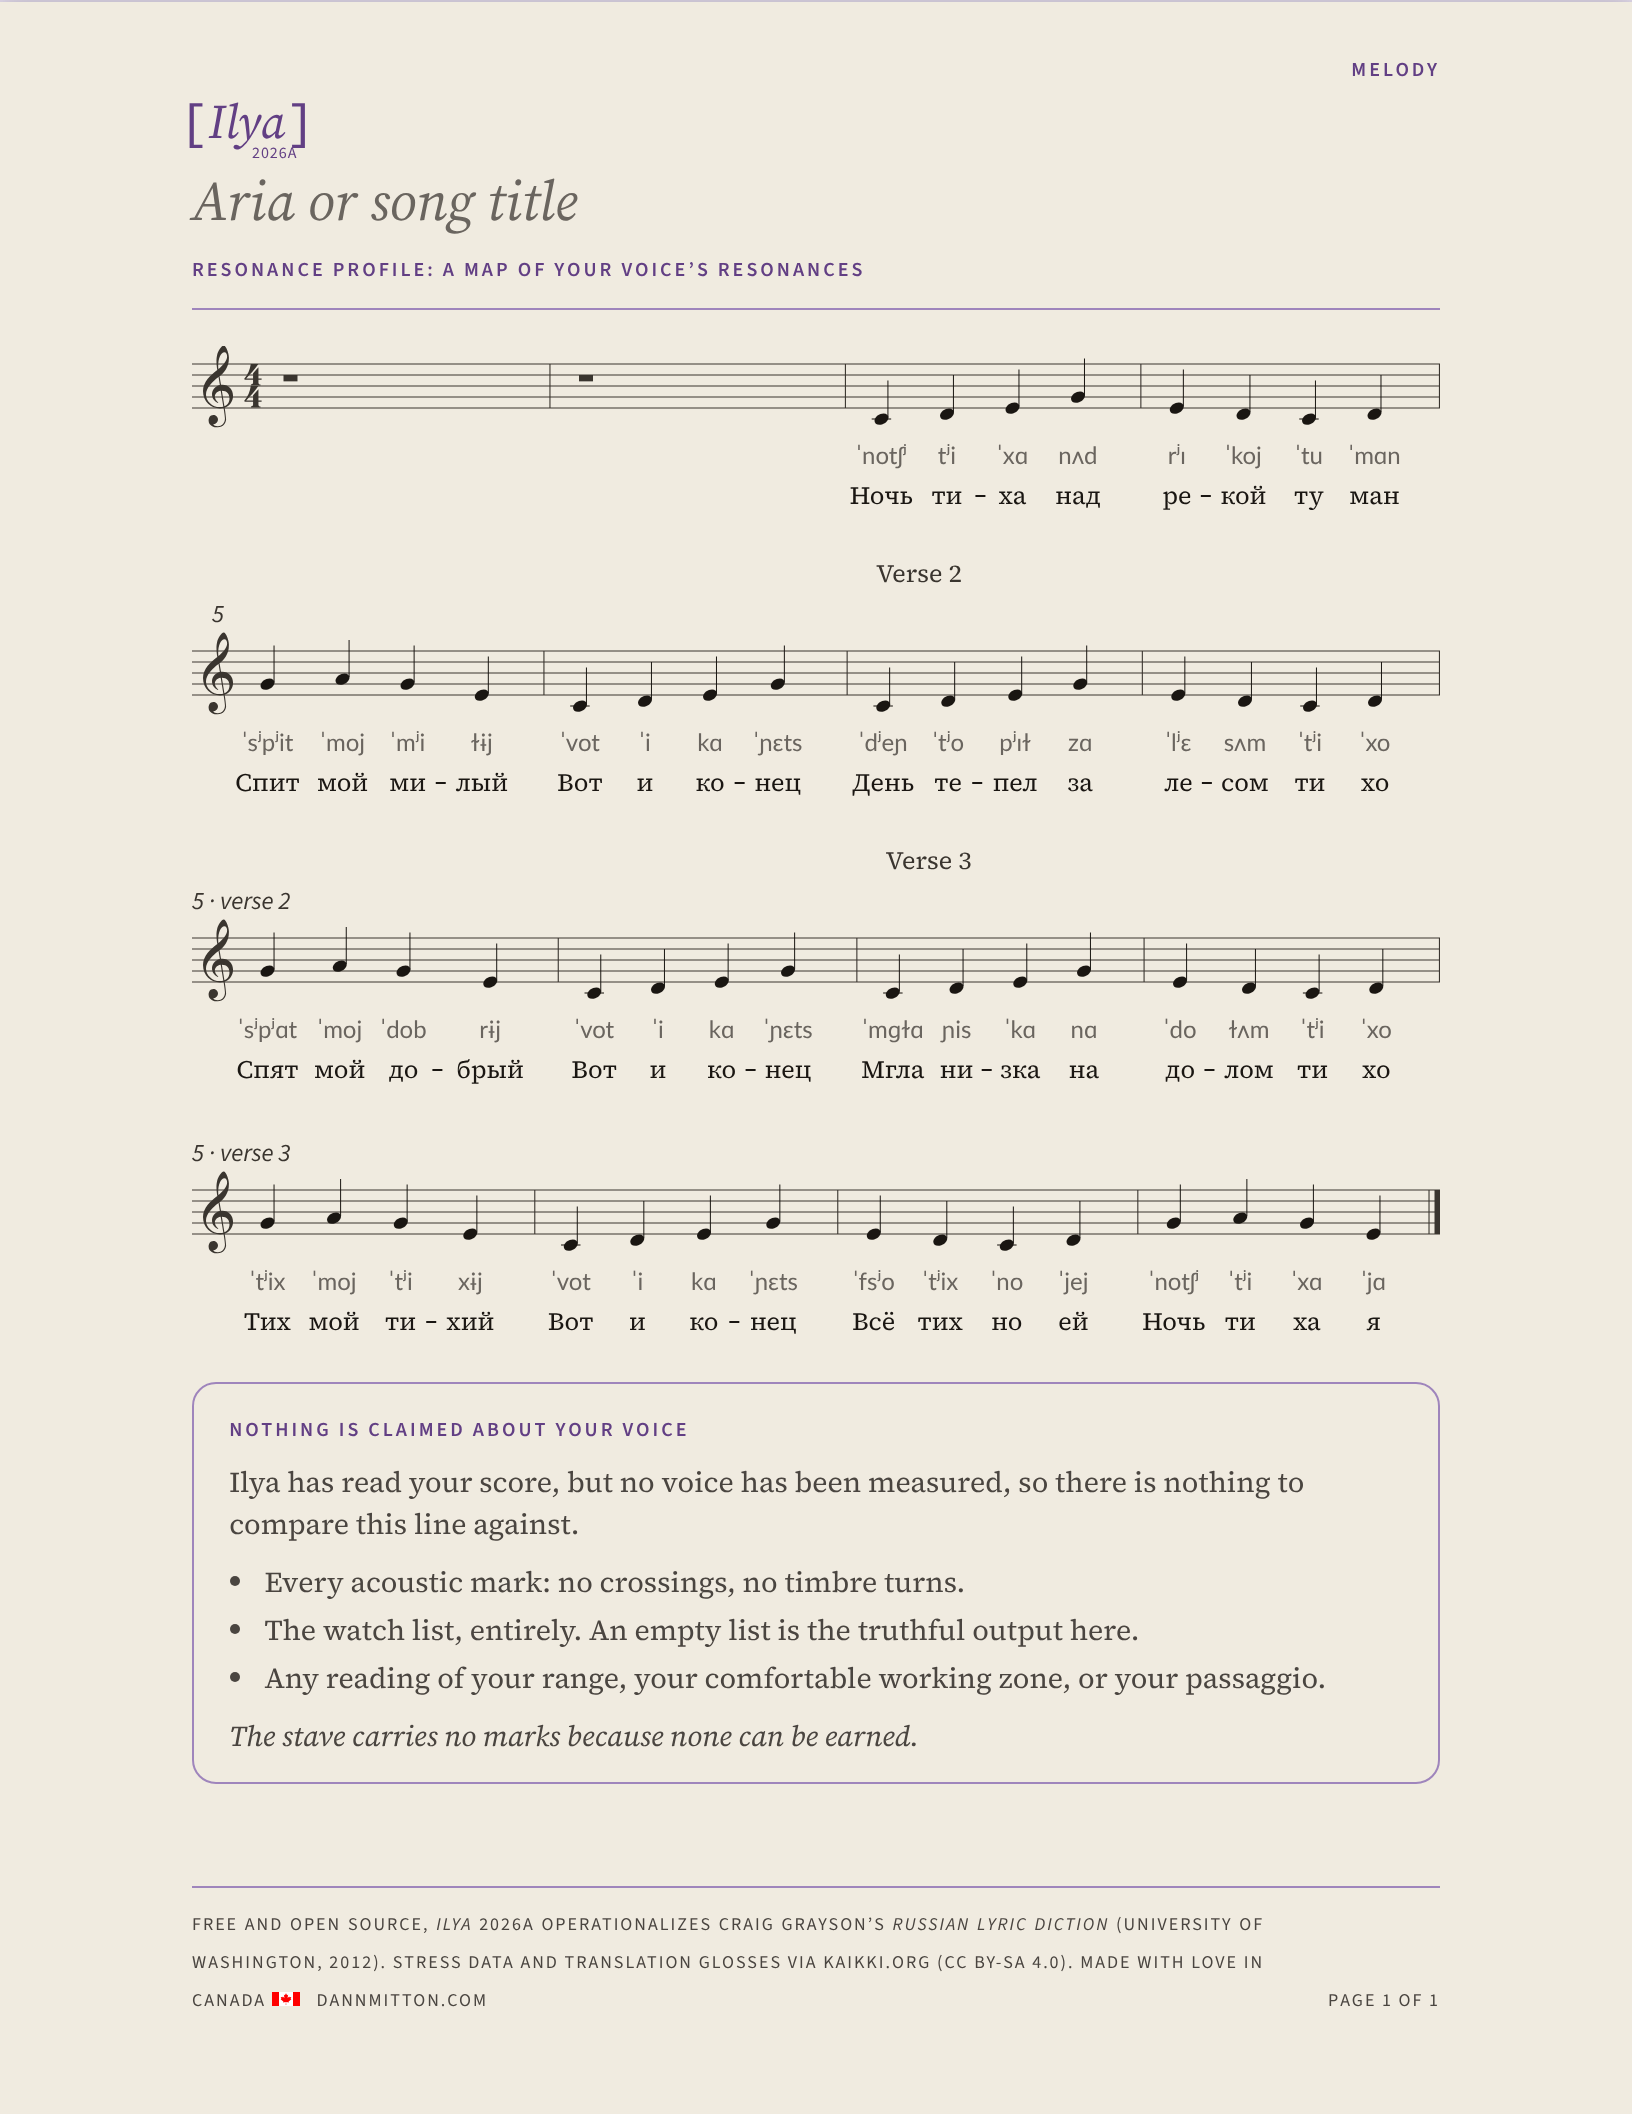 MELODY
[Ilya]
2026A
Aria or song title
RESONANCE PROFILE: A MAP OF YOUR VOICE’S RESONANCES
4
4
ˈnotʃʲ tʲi ˈxɑ nʌd rʲɪ ˈkoj ˈtu ˈmɑn
Ночь ти – ха над ре – кой ту ман
Verse 2
5
ˈsʲpʲit ˈmoj ˈmʲi ɫɨj ˈvot ˈi kɑ ˈɲɛts ˈdʲeɲ ˈtʲo pʲɪɫ zɑ ˈlʲɛ sʌm ˈtʲi ˈxo
Спит мой ми – лый Вот и ко – нец День те – пел за ле – сом ти хо
Verse 3
5 · verse 2
ˈsʲpʲɑt ˈmoj ˈdob rɨj ˈvot ˈi kɑ ˈɲɛts ˈmgɫɑ ɲis ˈkɑ nɑ ˈdo ɫʌm ˈtʲi ˈxo
Спят мой до – брый Вот и ко – нец Мгла ни – зка на до – лом ти хо
5 · verse 3
ˈtʲix ˈmoj ˈtʲi xɨj ˈvot ˈi kɑ ˈɲɛts ˈfsʲo ˈtʲix ˈno ˈjej ˈnotʃʲ ˈtʲi ˈxɑ ˈjɑ
Тих мой ти – хий Вот и ко – нец Всё тих но ей Ночь ти ха я
NOTHING IS CLAIMED ABOUT YOUR VOICE
Ilya has read your score, but no voice has been measured, so there is nothing to
compare this line against.
• Every acoustic mark: no crossings, no timbre turns.
• The watch list, entirely. An empty list is the truthful output here.
• Any reading of your range, your comfortable working zone, or your passaggio.
The stave carries no marks because none can be earned.
FREE AND OPEN SOURCE, ILYA 2026A OPERATIONALIZES CRAIG GRAYSON’S RUSSIAN LYRIC DICTION (UNIVERSITY OF
WASHINGTON, 2012). STRESS DATA AND TRANSLATION GLOSSES VIA KAIKKI.ORG (CC BY-SA 4.0). MADE WITH LOVE IN
CANADA 🇨🇦 DANNMITTON.COM PAGE 1 OF 1